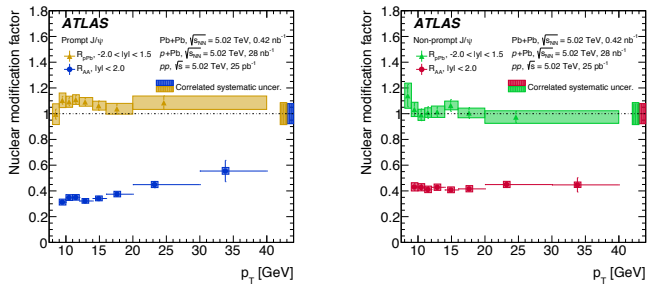 ATLAS
Prompt J/ψ
Pb+Pb, √sNN = 5.02 TeV, 0.42 nb⁻¹
RpPb, -2.0 < |y| < 1.5
p+Pb, √sNN = 5.02 TeV, 28 nb⁻¹
RAA, |y| < 2.0
pp, √s = 5.02 TeV, 25 pb⁻¹
Correlated systematic uncer.
Nuclear modification factor
1.8
1.6
1.4
1.2
1
0.8
0.6
0.4
0.2
0
10 15 20 25 30 35 40
pT [GeV]
ATLAS
Non-prompt J/ψ
Pb+Pb, √sNN = 5.02 TeV, 0.42 nb⁻¹
RpPb, -2.0 < |y| < 1.5
p+Pb, √sNN = 5.02 TeV, 28 nb⁻¹
RAA, |y| < 2.0
pp, √s = 5.02 TeV, 25 pb⁻¹
Correlated systematic uncer.
Nuclear modification factor
1.8
1.6
1.4
1.2
1
0.8
0.6
0.4
0.2
0
10 15 20 25 30 35 40
pT [GeV]